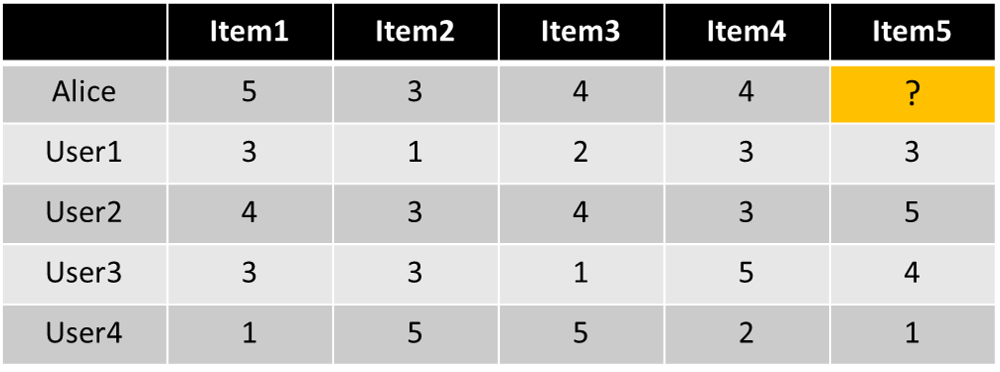 Item1 Item2 Item3 Item4 Item5
Alice 5 3 4 4 ?
User1 3 1 2 3 3
User2 4 3 4 3 5
User3 3 3 1 5 4
User4 1 5 5 2 1